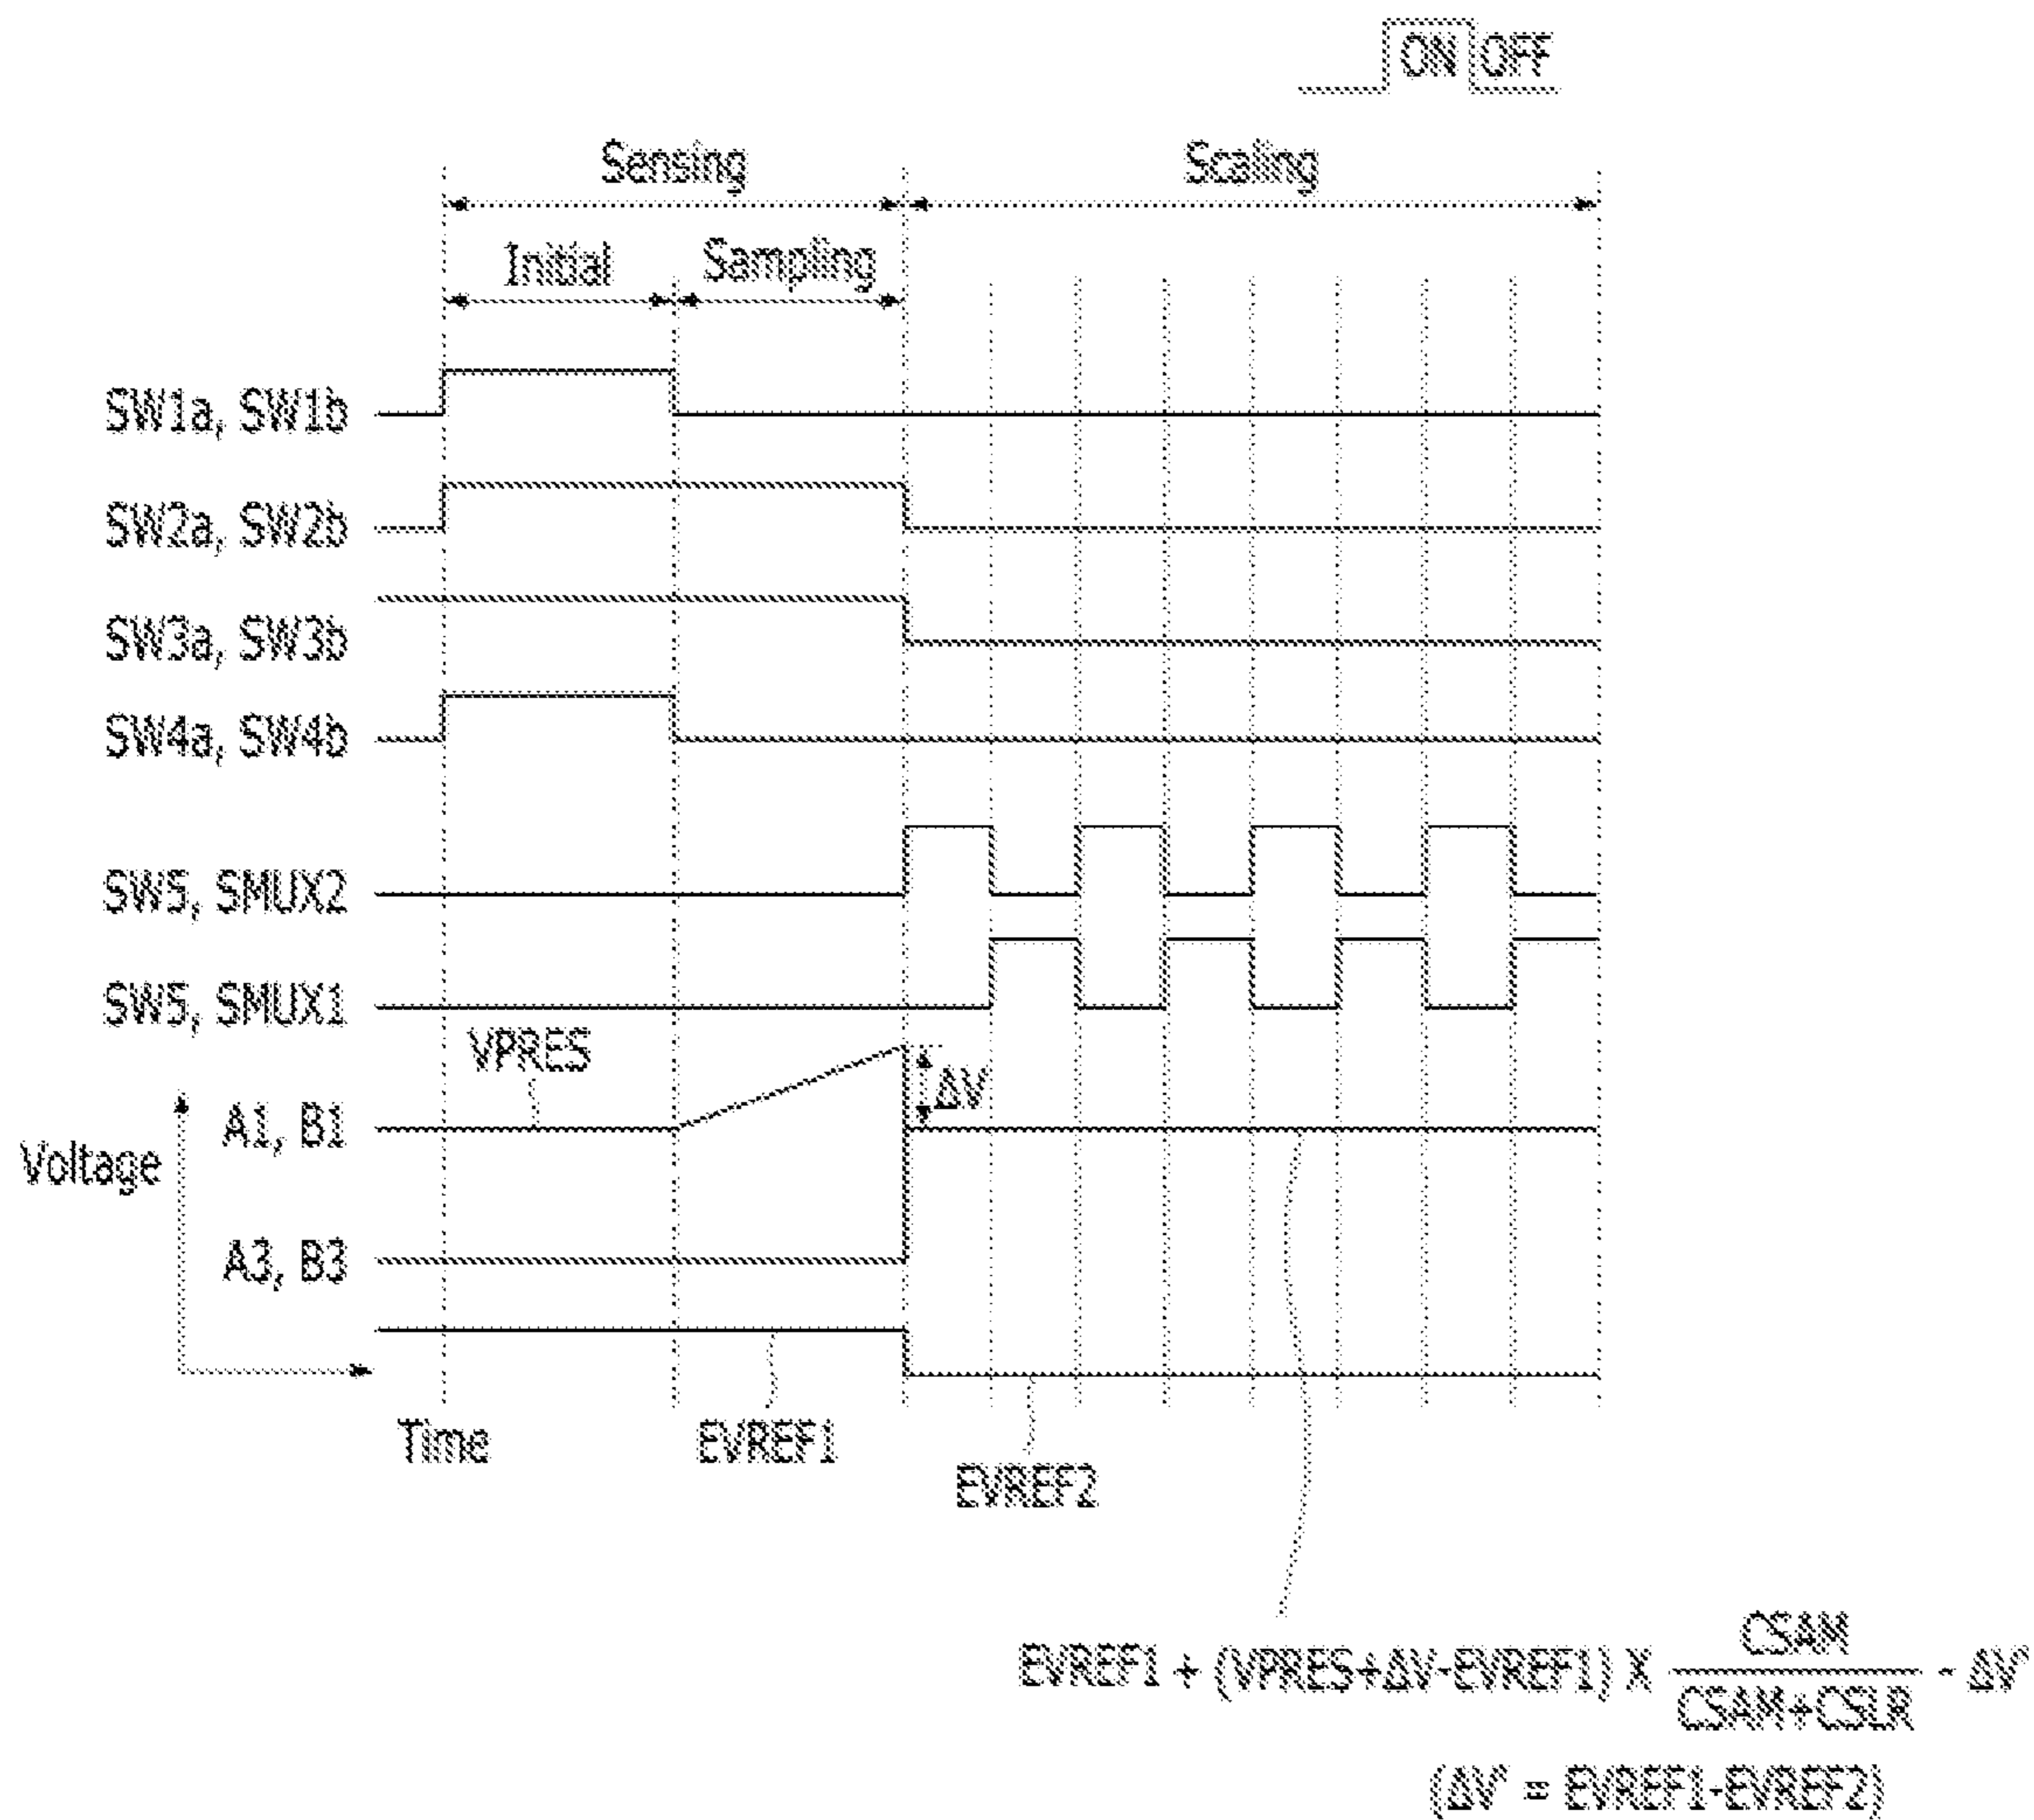 ON OFF
Sensing Scaling
Initial Sampling
SW1a, SW1b
SW2a, SW2b
SW3a, SW3b
SW4a, SW4b
SW5, SMUX2
SW5, SMUX1
VPRES
ΔV
A1, B1
Voltage
A3, B3
Time EVREF1
EVREF2
EVREF1 + (VPRES+ΔV-EVREF1) X CSAM / CSAM+CSLR - ΔV'
(ΔV' = EVREF1-EVREF2)